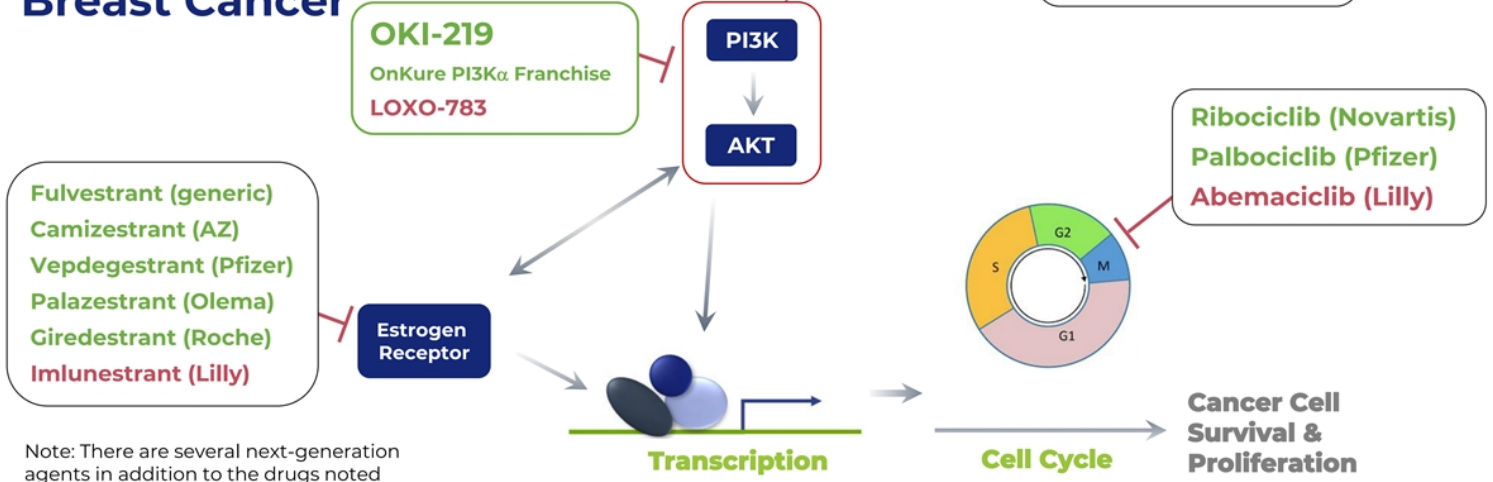 Breast Cancer
OKI-219
OnKure PI3Kα Franchise
LOXO-783
PI3K
AKT
Ribociclib (Novartis)
Palbociclib (Pfizer)
Abemaciclib (Lilly)
Fulvestrant (generic)
Camizestrant (AZ)
Vepdegestrant (Pfizer)
Palazestrant (Olema)
Giredestrant (Roche)
Imlunestrant (Lilly)
Estrogen
Receptor
G2
S
M
G1
Transcription
Cell Cycle
Cancer Cell
Survival &
Proliferation
Note: There are several next-generation
agents in addition to the drugs noted